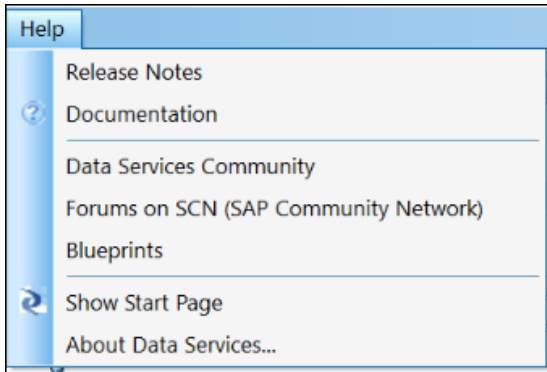 Help
Release Notes
Documentation
Data Services Community
Forums on SCN (SAP Community Network)
Blueprints
Show Start Page
About Data Services...